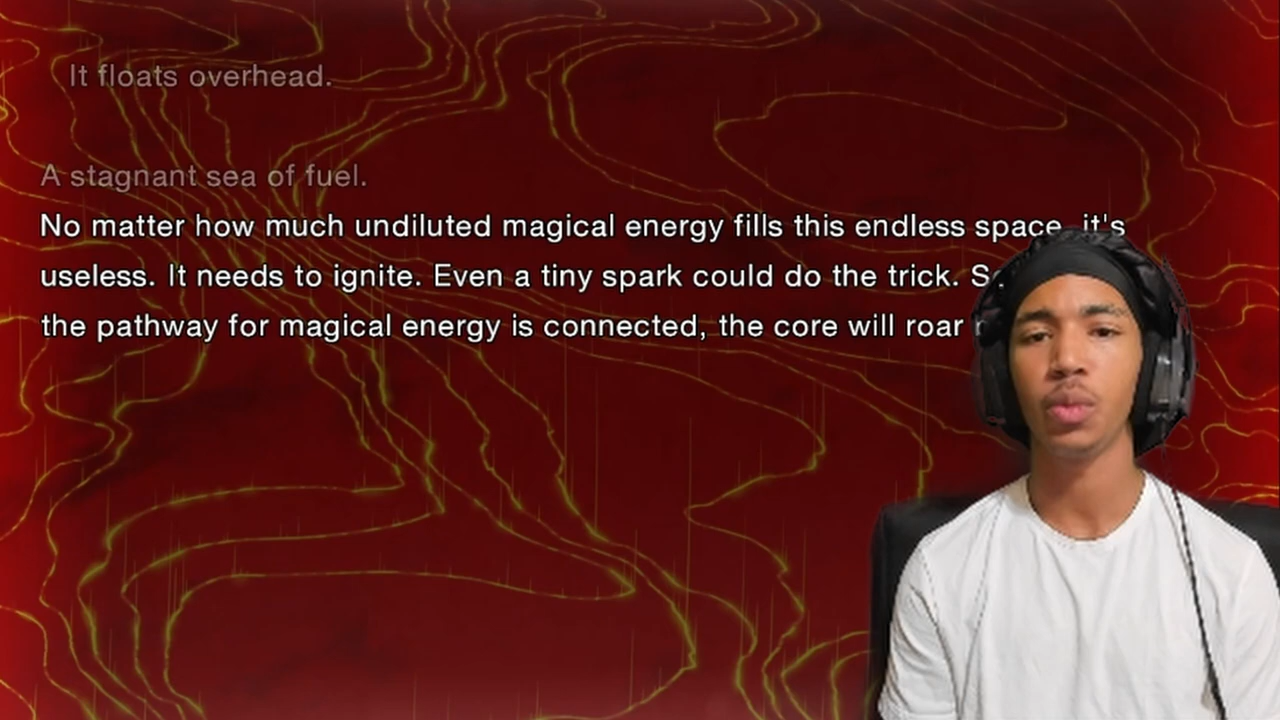 It floats overhead.
A stagnant sea of fuel.
No matter how much undiluted magical energy fills this endless space, it's
useless. It needs to ignite. Even a tiny spark could do the trick.
the pathway for magical energy is connected, the core will roar